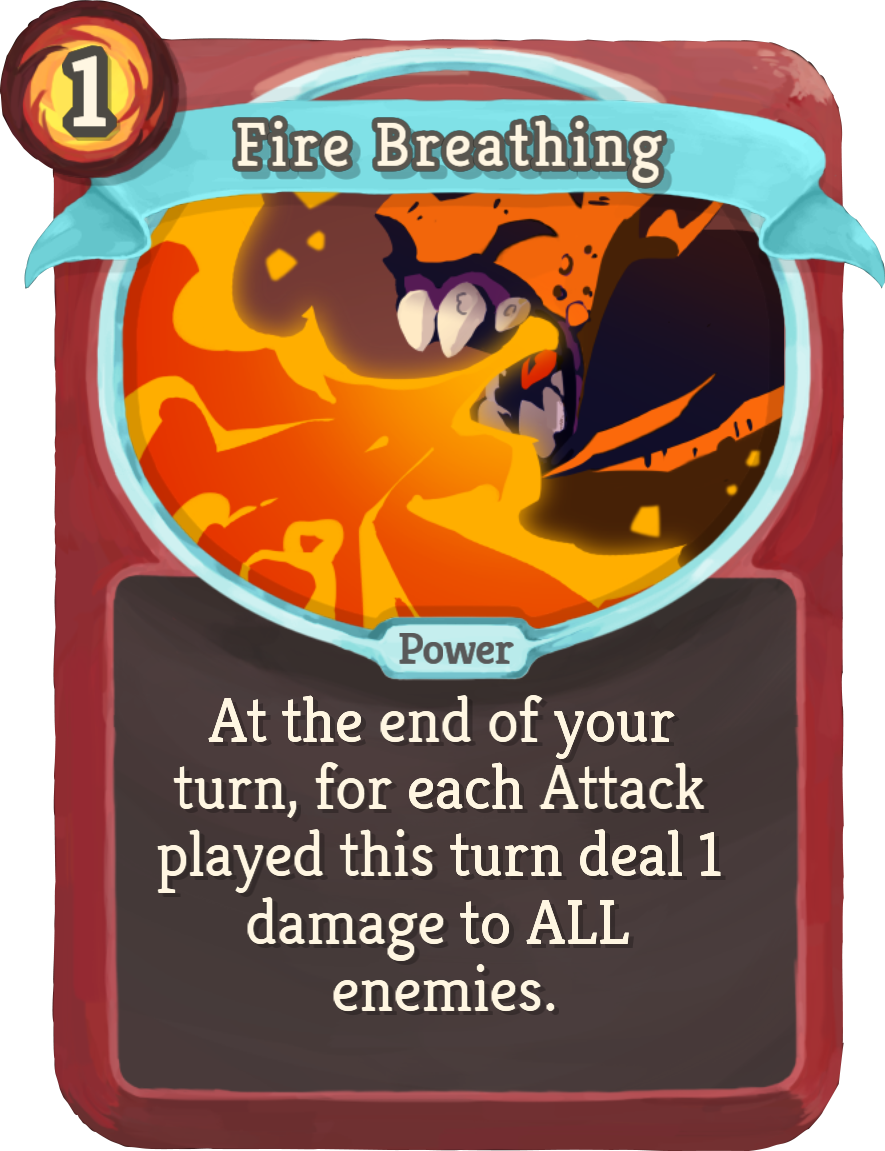 1
Fire Breathing
Power
At the end of your
turn, for each Attack
played this turn deal 1
damage to ALL
enemies.